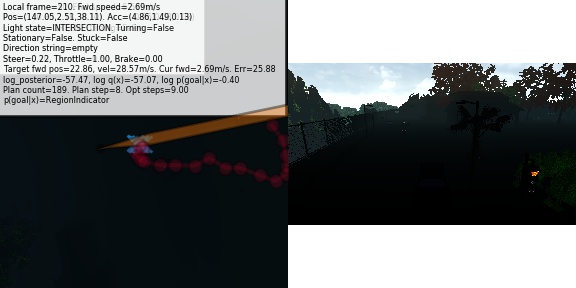 Local frame=210. Fwd speed=2.69m/s
Pos=(147.05,2.51,38.11). Acc=(4.86,1.49,0.13)
Light state=INTERSECTION. Turning=False
Stationary=False. Stuck=False
Direction string=empty
Steer=0.22, Throttle=1.00, Brake=0.00
Target fwd pos=22.86, vel=28.57m/s. Cur fwd=2.69m/s. Err=25.88
log_posterior=-57.47, log q(x)=-57.07, log p(goal|x)=-0.40
Plan count=189. Plan step=8. Opt steps=9.00
p(goal|x)=RegionIndicator